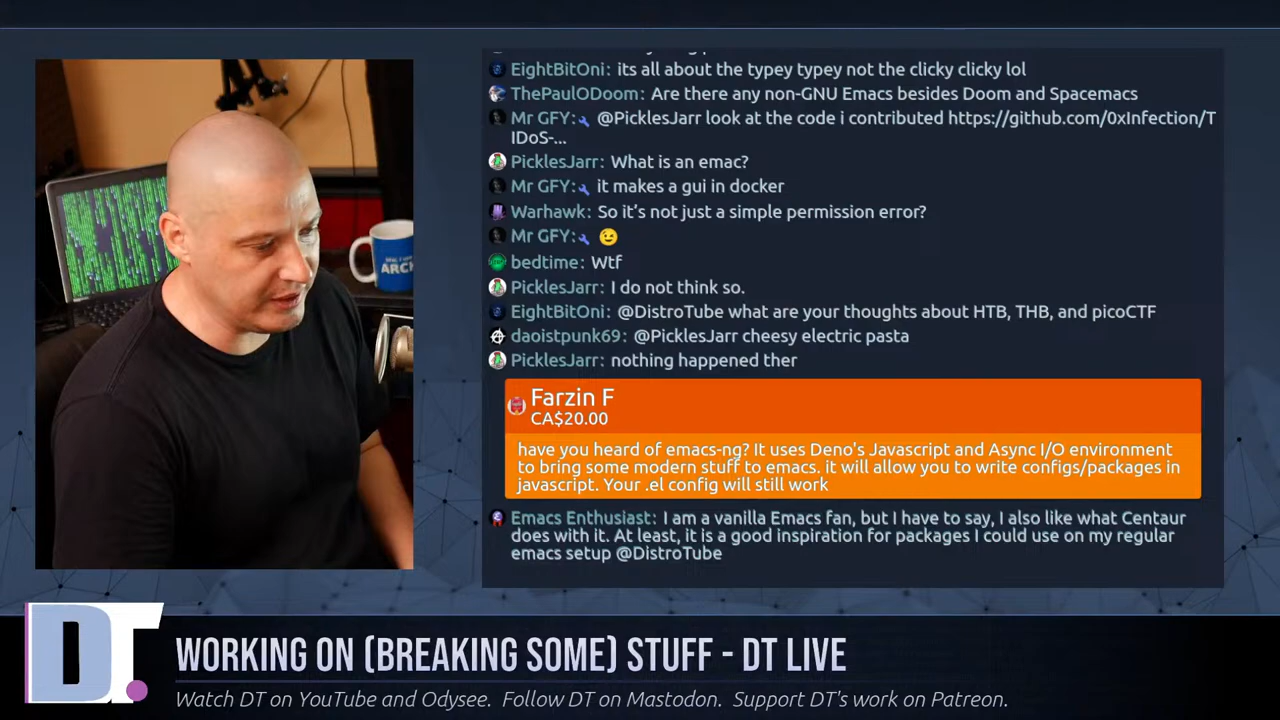 EightBitOni: its all about the typey typey not the clicky clicky lol
ThePaulODoom: Are there any non-GNU Emacs besides Doom and Spacemacs
Mr GFY: @PicklesJarr look at the code i contributed https://github.com/0xInfection/T
IDoS-...
PicklesJarr: What is an emac?
Mr GFY: it makes a gui in docker
Warhawk: So it’s not just a simple permission error?
Mr GFY: 😉
bedtime: Wtf
PicklesJarr: I do not think so.
EightBitOni: @DistroTube what are your thoughts about HTB, THB, and picoCTF
daoistpunk69: @PicklesJarr cheesy electric pasta
PicklesJarr: nothing happened ther
Farzin F
CA$20.00
have you heard of emacs-ng? It uses Deno's Javascript and Async I/O environment
to bring some modern stuff to emacs. it will allow you to write configs/packages in
javascript. Your .el config will still work
Emacs Enthusiast: I am a vanilla Emacs fan, but I have to say, I also like what Centaur
does with it. At least, it is a good inspiration for packages I could use on my regular
emacs setup @DistroTube
ARCH
DT.
WORKING ON (BREAKING SOME) STUFF - DT LIVE
Watch DT on YouTube and Odysee. Follow DT on Mastodon. Support DT's work on Patreon.